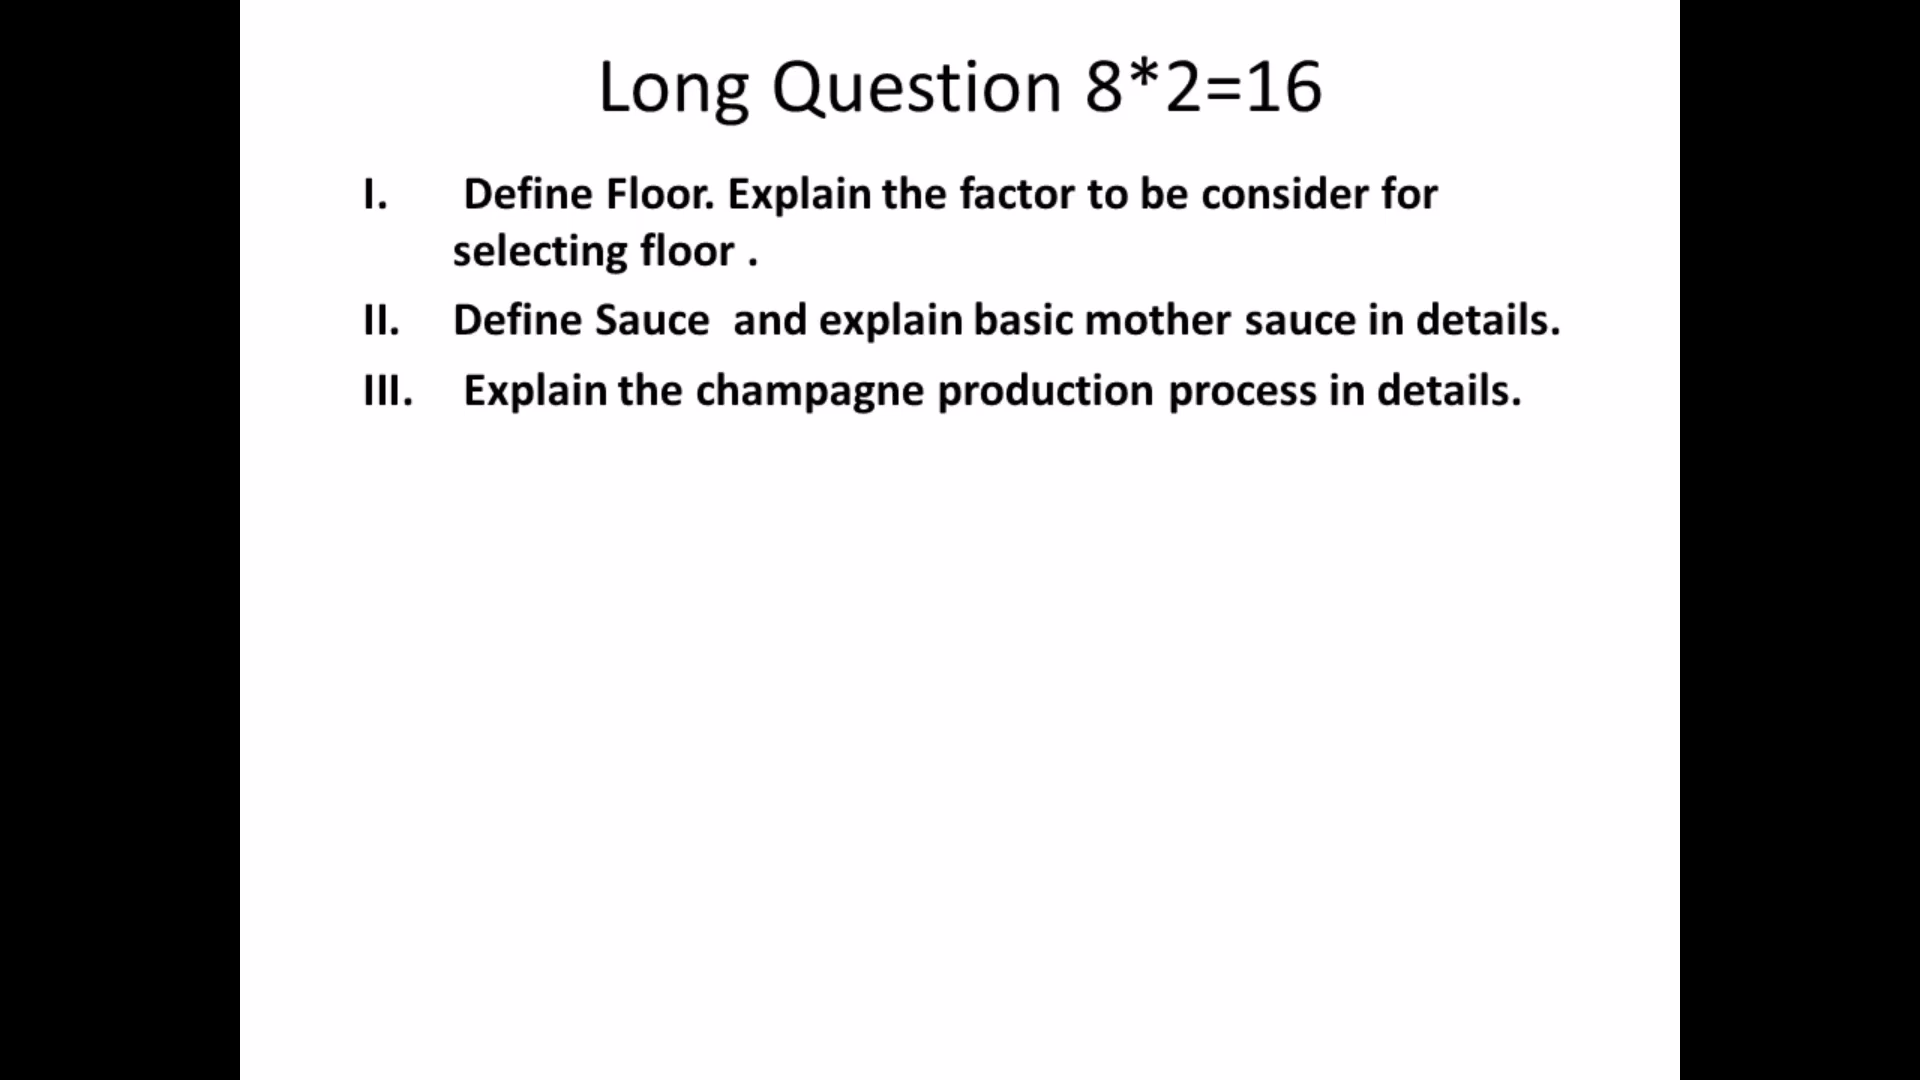 Long Question 8*2=16
I. Define Floor. Explain the factor to be consider for
selecting floor .
II. Define Sauce  and explain basic mother sauce in details.
III. Explain the champagne production process in details.